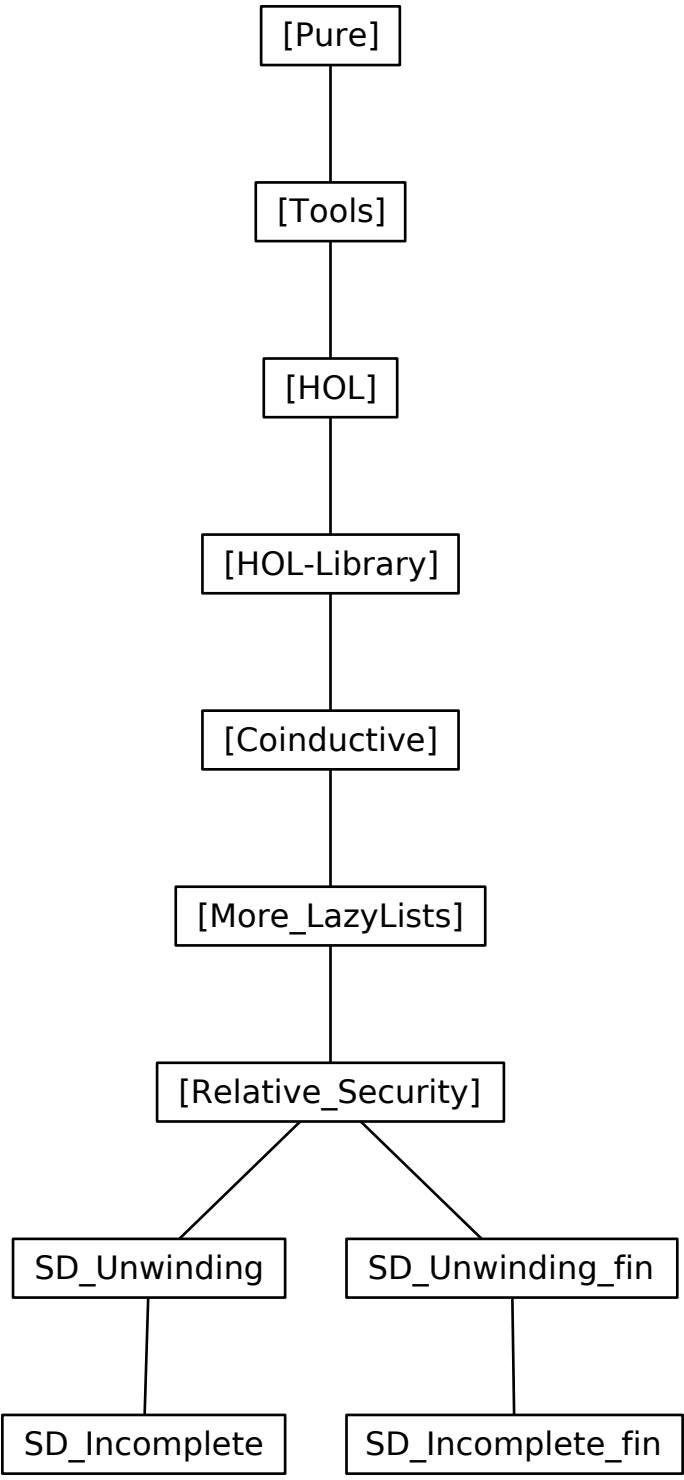 [Pure]
[Tools]
[HOL]
[HOL-Library]
[Coinductive]
[More_LazyLists]
[Relative_Security]
SD_Unwinding
SD_Unwinding_fin
SD_Incomplete
SD_Incomplete_fin